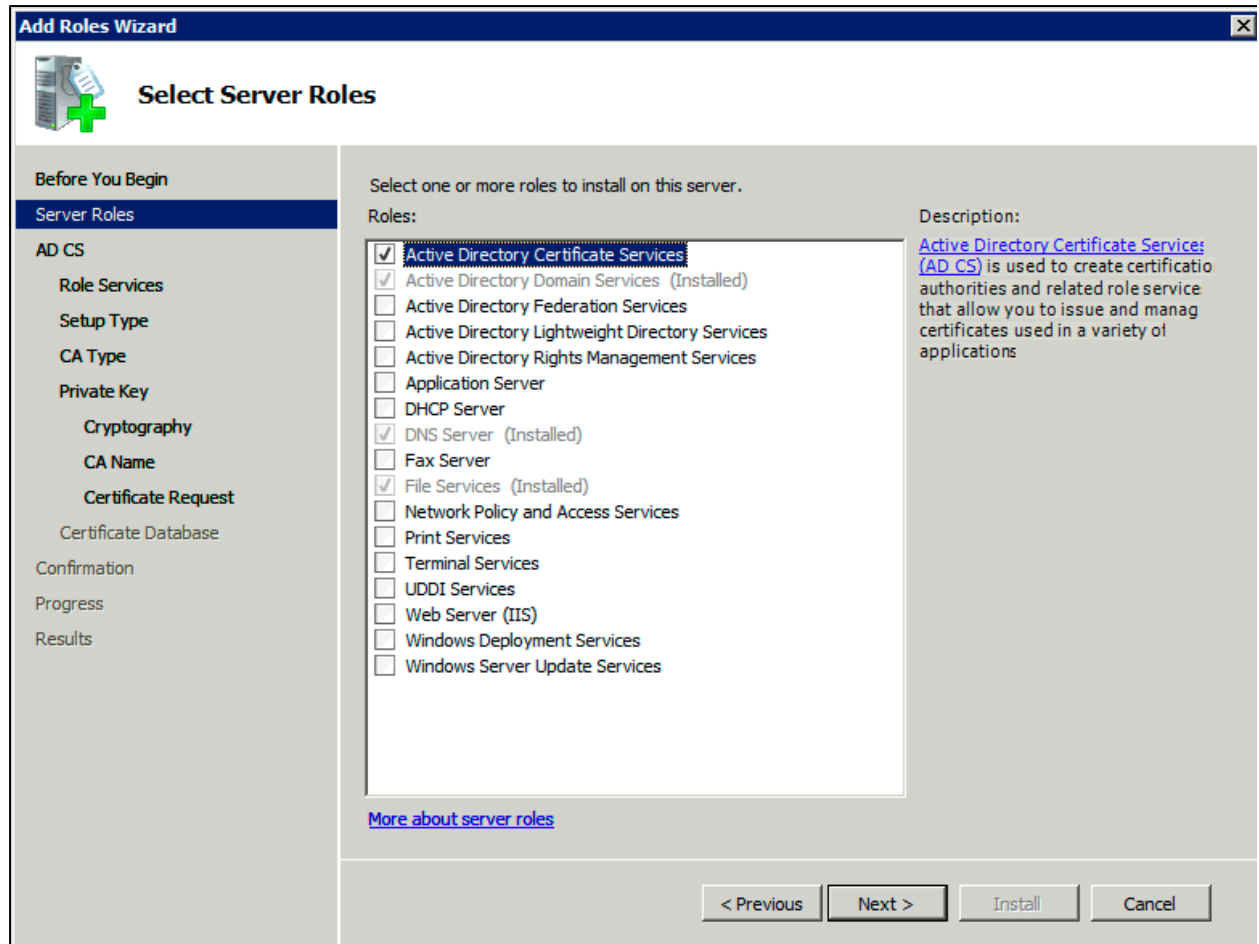 Add Roles Wizard
Select Server Roles
Before You Begin
Server Roles
AD CS
Role Services
Setup Type
CA Type
Private Key
Cryptography
CA Name
Certificate Request
Certificate Database
Confirmation
Progress
Results
Select one or more roles to install on this server.
Roles:
Active Directory Certificate Services
Active Directory Domain Services (Installed)
Active Directory Federation Services
Active Directory Lightweight Directory Services
Active Directory Rights Management Services
Application Server
DHCP Server
DNS Server (Installed)
Fax Server
File Services (Installed)
Network Policy and Access Services
Print Services
Terminal Services
UDDI Services
Web Server (IIS)
Windows Deployment Services
Windows Server Update Services
More about server roles
Description:
Active Directory Certificate Services
(AD CS) is used to create certificatio
authorities and related role service
that allow you to issue and manag
certificates used in a variety of
applications
< Previous
Next >
Install
Cancel